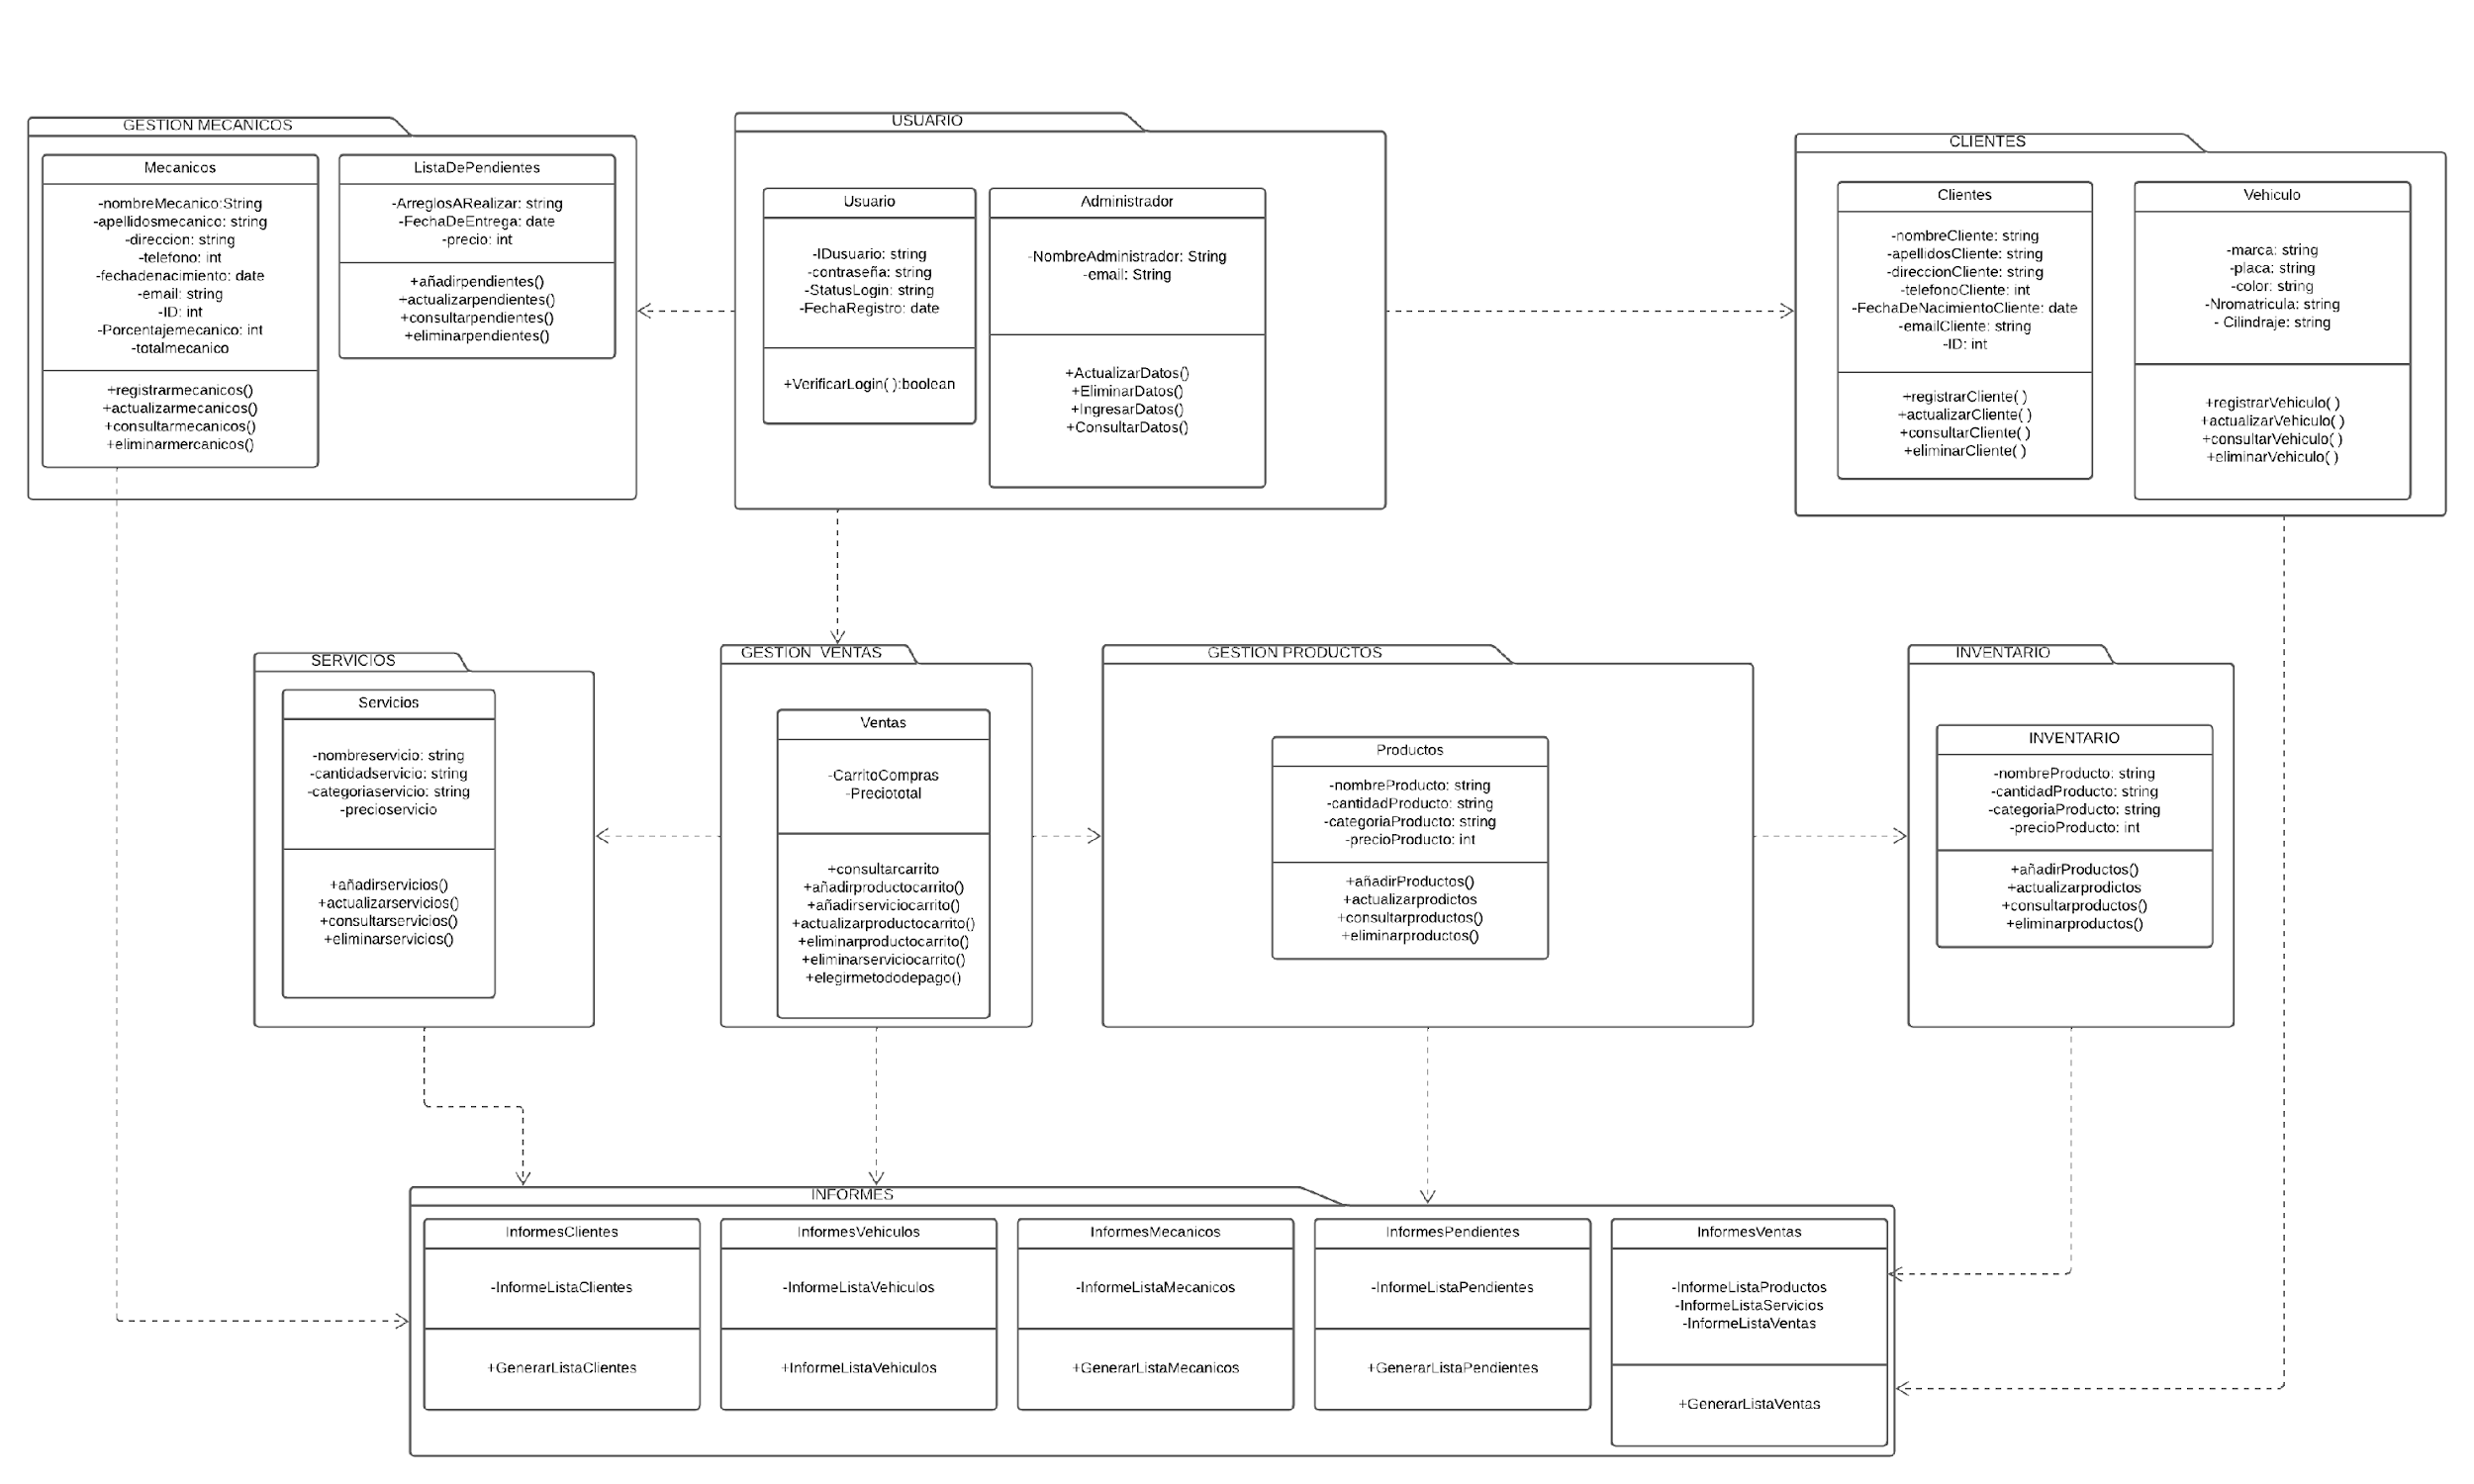 GESTION MECANICOS
Mecanicos
-nombreMecanico:String
-apellidosmecanico: string
-direccion: string
-telefono: int
-fechadenacimiento: date
-email: string
-ID: int
-Porcentajemecanico: int
-totalmecanico
+registrarmecanicos()
+actualizarmecanicos()
+consultarmecanicos()
+eliminarmercanicos()
ListaDePendientes
-ArreglosARealizar: string
-FechaDeEntrega: date
-precio: int
+añadirpendientes()
+actualizarpendientes()
+consultarpendientes()
+eliminarpendientes()
USUARIO
Usuario
-IDusuario: string
-contraseña: string
-StatusLogin: string
-FechaRegistro: date
+VerificarLogin( ):boolean
Administrador
-NombreAdministrador: String
-email: String
+ActualizarDatos()
+EliminarDatos()
+IngresarDatos()
+ConsultarDatos()
CLIENTES
Clientes
-nombreCliente: string
-apellidosCliente: string
-direccionCliente: string
-telefonoCliente: int
-FechaDeNacimientoCliente: date
-emailCliente: string
-ID: int
+registrarCliente( )
+actualizarCliente( )
+consultarCliente( )
+eliminarCliente( )
Vehiculo
-marca: string
-placa: string
-color: string
-Nromatricula: string
- Cilindraje: string
+registrarVehiculo( )
+actualizarVehiculo( )
+consultarVehiculo( )
+eliminarVehiculo( )
SERVICIOS
Servicios
-nombreservicio: string
-cantidadservicio: string
-categoriaservicio: string
-precioservicio
+añadirservicios()
+actualizarservicios()
+consultarservicios()
+eliminarservicios()
GESTION  VENTAS
Ventas
-CarritoCompras
-Preciototal
+consultarcarrito
+añadirproductocarrito()
+añadirserviciocarrito()
+actualizarproductocarrito()
+eliminarproductocarrito()
+eliminarserviciocarrito()
+elegirmetododepago()
GESTION PRODUCTOS
Productos
-nombreProducto: string
-cantidadProducto: string
-categoriaProducto: string
-precioProducto: int
+añadirProductos()
+actualizarprodictos
+consultarproductos()
+eliminarproductos()
INVENTARIO
INVENTARIO
-nombreProducto: string
-cantidadProducto: string
-categoriaProducto: string
-precioProducto: int
+añadirProductos()
+actualizarprodictos
+consultarproductos()
+eliminarproductos()
INFORMES
InformesClientes
-InformeListaClientes
+GenerarListaClientes
InformesVehiculos
-InformeListaVehiculos
+InformeListaVehiculos
InformesMecanicos
-InformeListaMecanicos
+GenerarListaMecanicos
InformesPendientes
-InformeListaPendientes
+GenerarListaPendientes
InformesVentas
-InformeListaProductos
-InformeListaServicios
-InformeListaVentas
+GenerarListaVentas